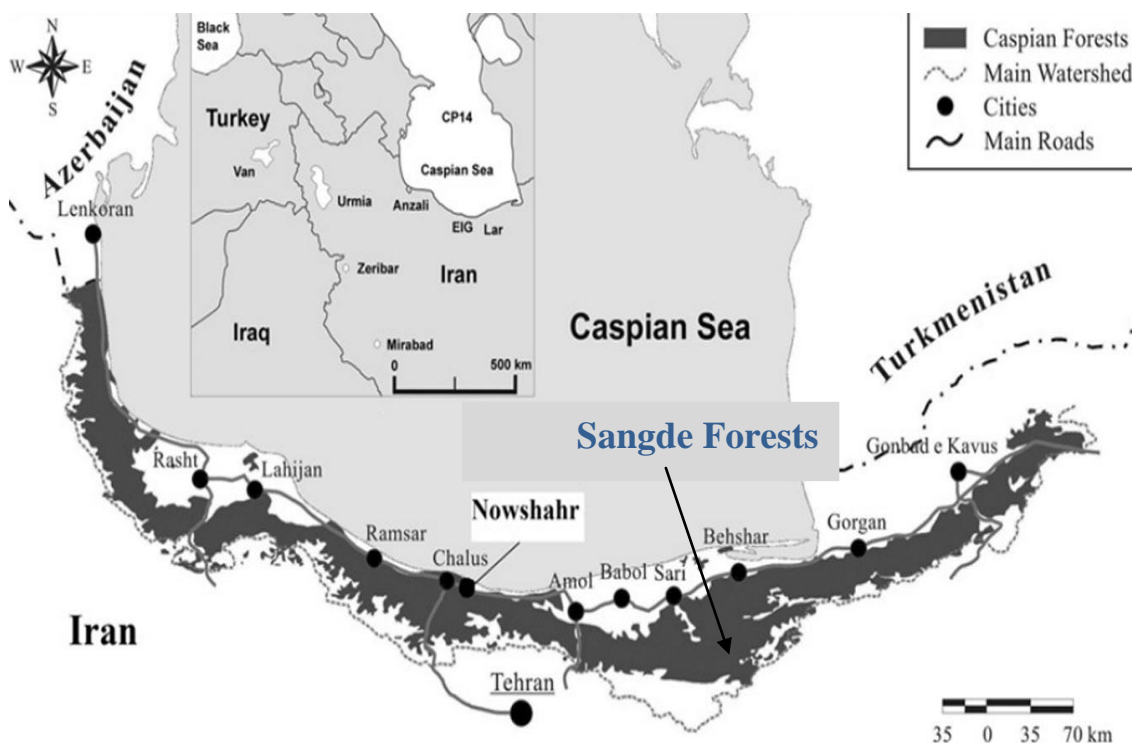 N
W E
S
Azerbaijan
Lenkoran
Black
Sea
Turkey
Van
Urmia
CP14
Caspian Sea
Anzali
EIG Lar
Zeribar
Iran
Iraq
Mirabad
0 500 km
Caspian Forests
Main Watershed
Cities
Main Roads
Caspian Sea
Turkmenistan
Sangde Forests
Gonbad e Kavus
Rasht
Lahijan
Nowshahr
Ramsar
Chalus
Amol
Babol
Sari
Behshar
Gorgan
Iran
Tehran
35 0 35 70 km